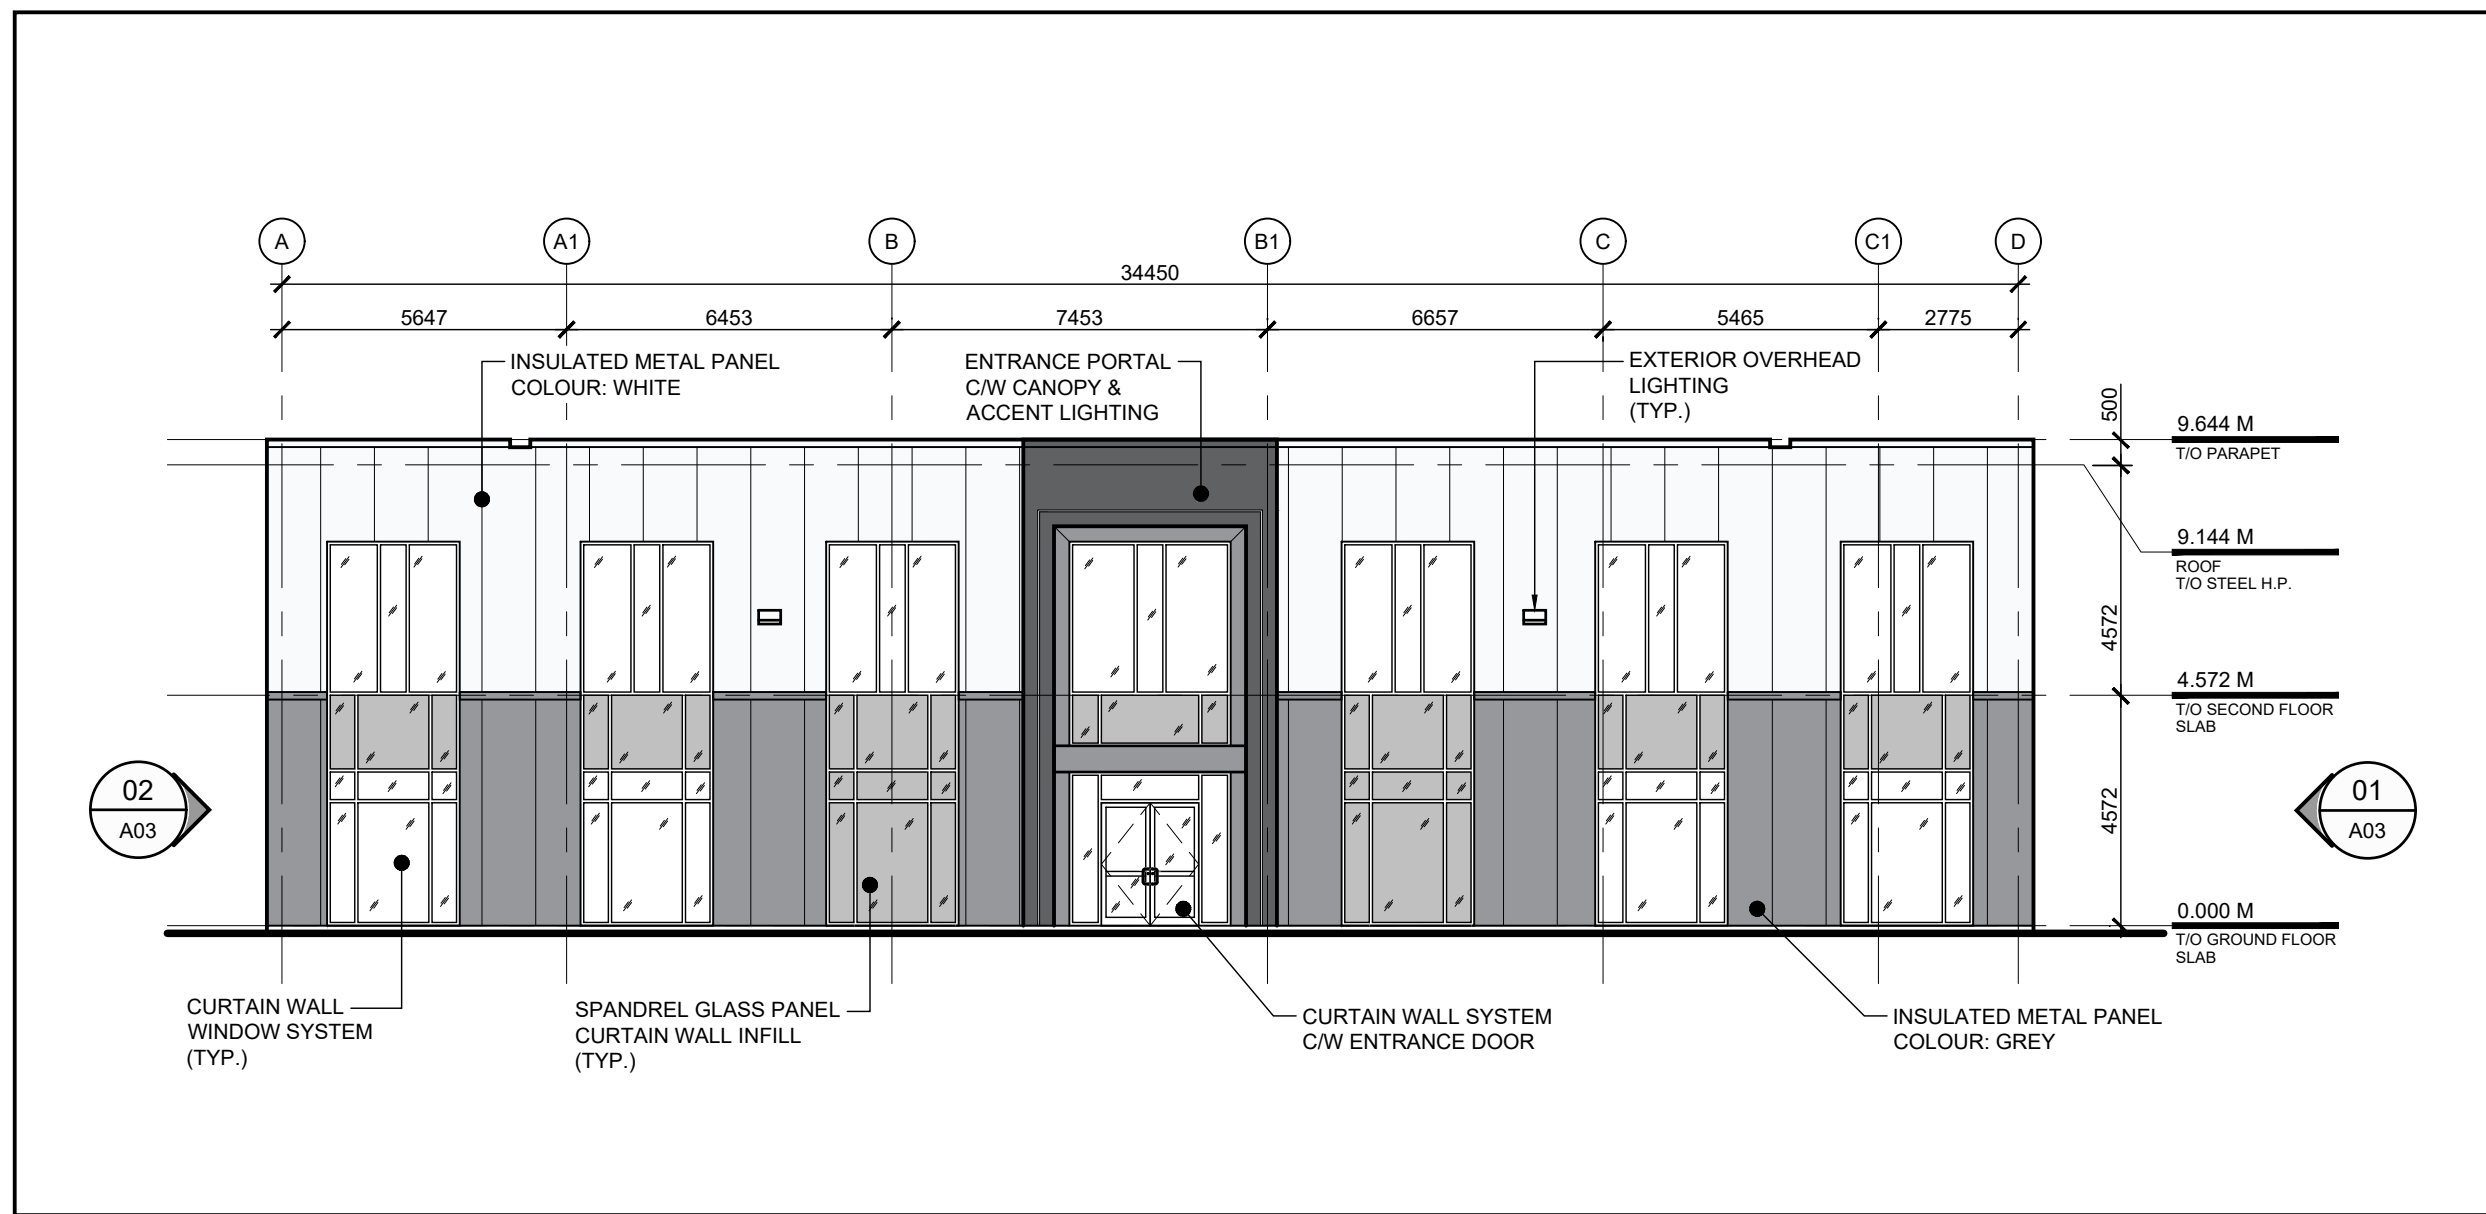 A
A1
B
B1
C
C1
D
34450
5647
6453
7453
6657
5465
2775
INSULATED METAL PANEL
COLOUR: WHITE
ENTRANCE PORTAL
C/W CANOPY &
ACCENT LIGHTING
EXTERIOR OVERHEAD
LIGHTING
(TYP.)
500
9.644 M
T/O PARAPET
9.144 M
ROOF
T/O STEEL H.P.
4572
4.572 M
T/O SECOND FLOOR
SLAB
02
A03
4572
01
A03
0.000 M
T/O GROUND FLOOR
SLAB
CURTAIN WALL
WINDOW SYSTEM
(TYP.)
SPANDREL GLASS PANEL
CURTAIN WALL INFILL
(TYP.)
CURTAIN WALL SYSTEM
C/W ENTRANCE DOOR
INSULATED METAL PANEL
COLOUR: GREY